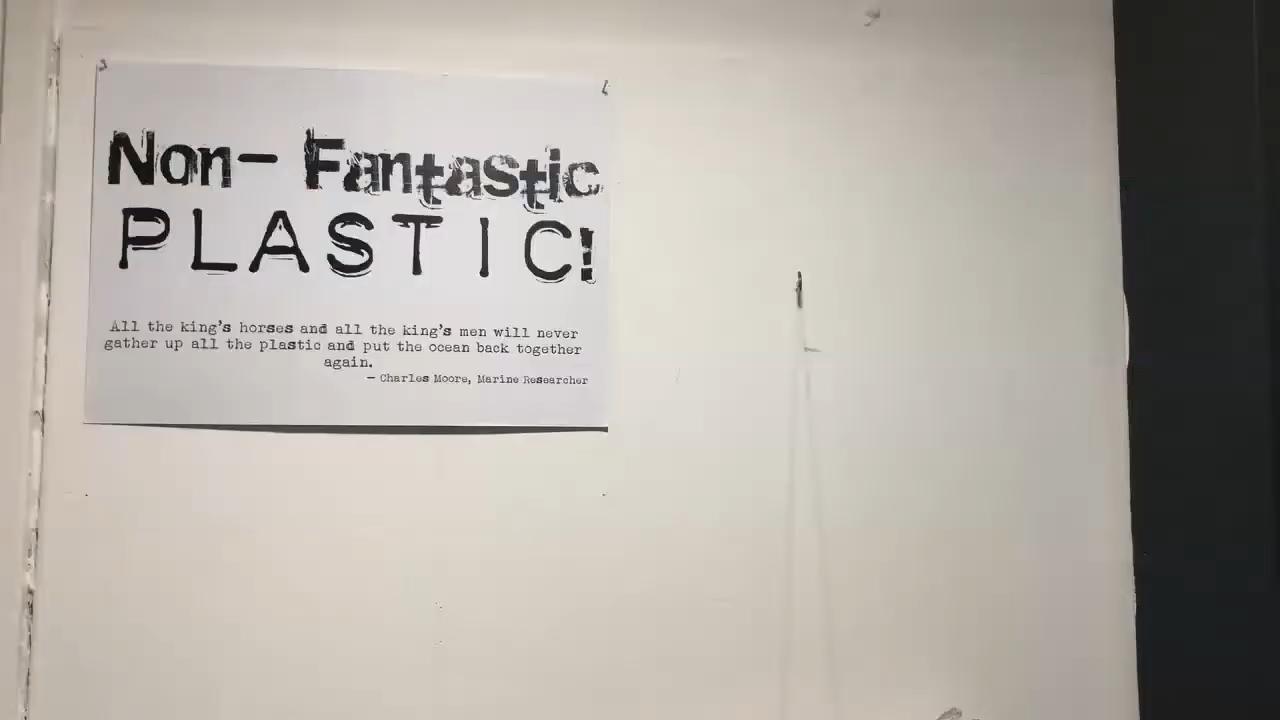 Non- Fantastic
PLASTIC!
All the king's horses and all the king's men will never
gather up all the plastic and put the ocean back together
again.
— Charles Moore, Marine Researcher